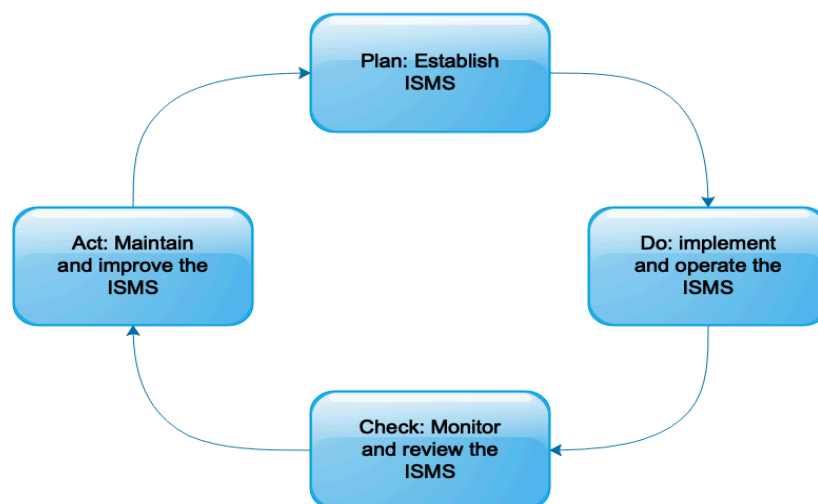 Plan: Establish
ISMS
Act: Maintain
and improve the
ISMS
Do: implement
and operate the
ISMS
Check: Monitor
and review the
ISMS